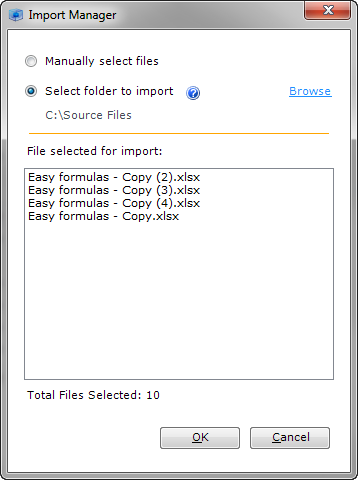 Import Manager
Manually select files
Select folder to import ? Browse
C:\Source Files
File selected for import:
Easy formulas - Copy (2).xlsx
Easy formulas - Copy (3).xlsx
Easy formulas - Copy (4).xlsx
Easy formulas - Copy.xlsx
Total Files Selected: 10
OK Cancel